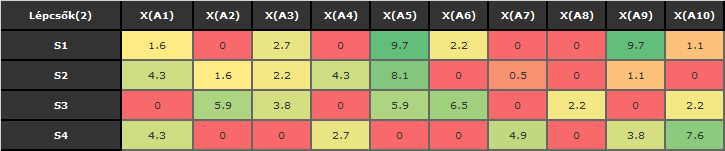 Lépcsők(2) X(A1) X(A2) X(A3) X(A4) X(A5) X(A6) X(A7) X(A8) X(A9) X(A10)
S1 1.6 0 2.7 0 9.7 2.2 0 0 9.7 1.1
S2 4.3 1.6 2.2 4.3 8.1 0 0.5 0 1.1 0
S3 0 5.9 3.8 0 5.9 6.5 0 2.2 0 2.2
S4 4.3 0 0 2.7 0 0 4.9 0 3.8 7.6